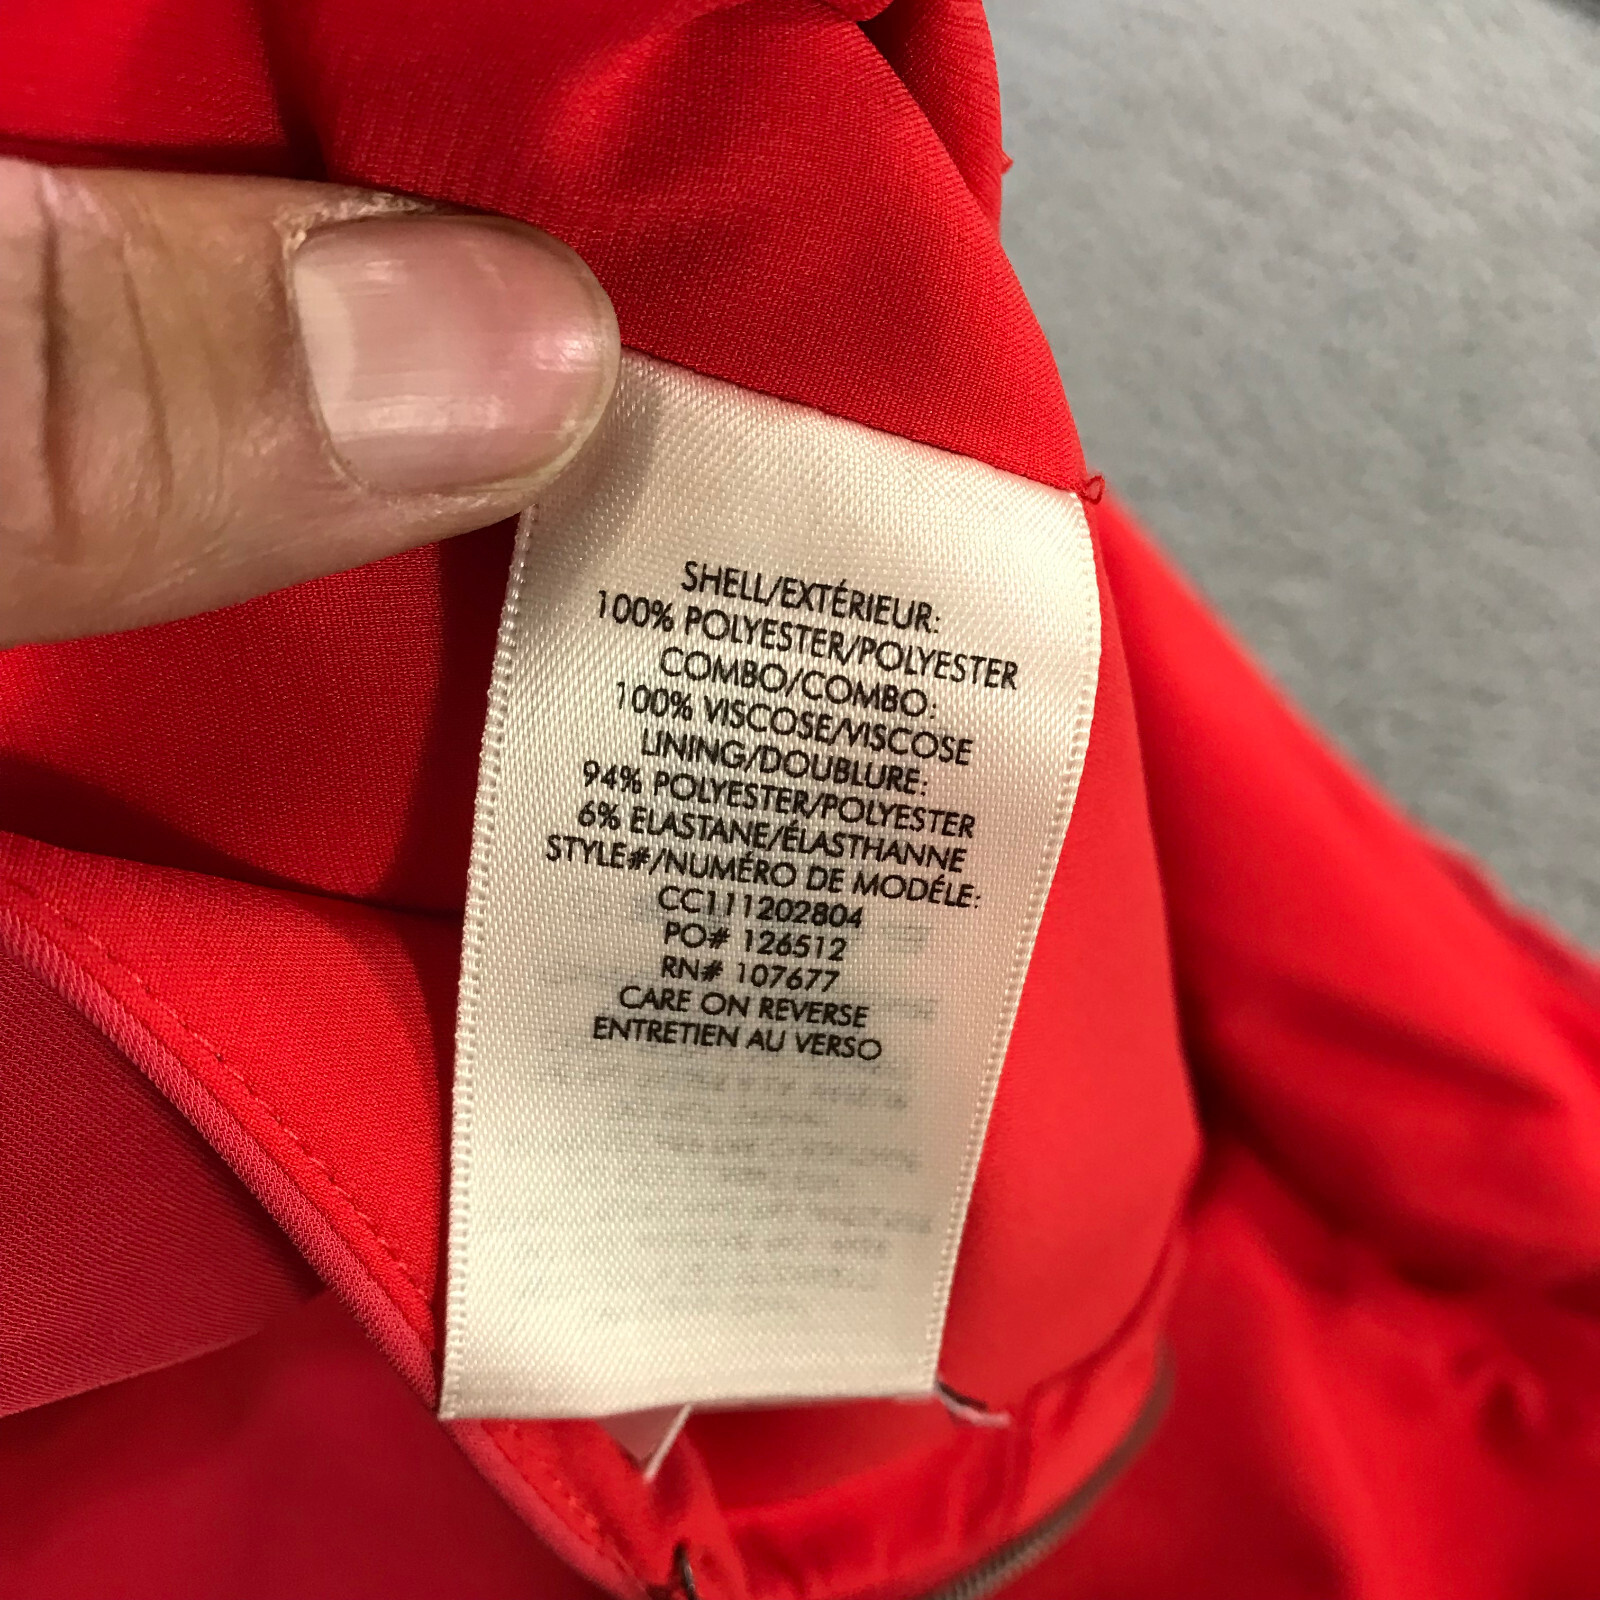 SHELL/EXTÉRIEUR:
100% POLYESTER/POLYESTER
COMBO/COMBO:
100% VISCOSE/VISCOSE
LINING/DOUBLURE:
94% POLYESTER/POLYESTER
6% ELASTANE/ÉLASTHANNE
STYLE#/NUMÉRO DE MODÉLE:
CC111202804
PO# 126512
RN# 107677
CARE ON REVERSE
ENTRETIEN AU VERSO